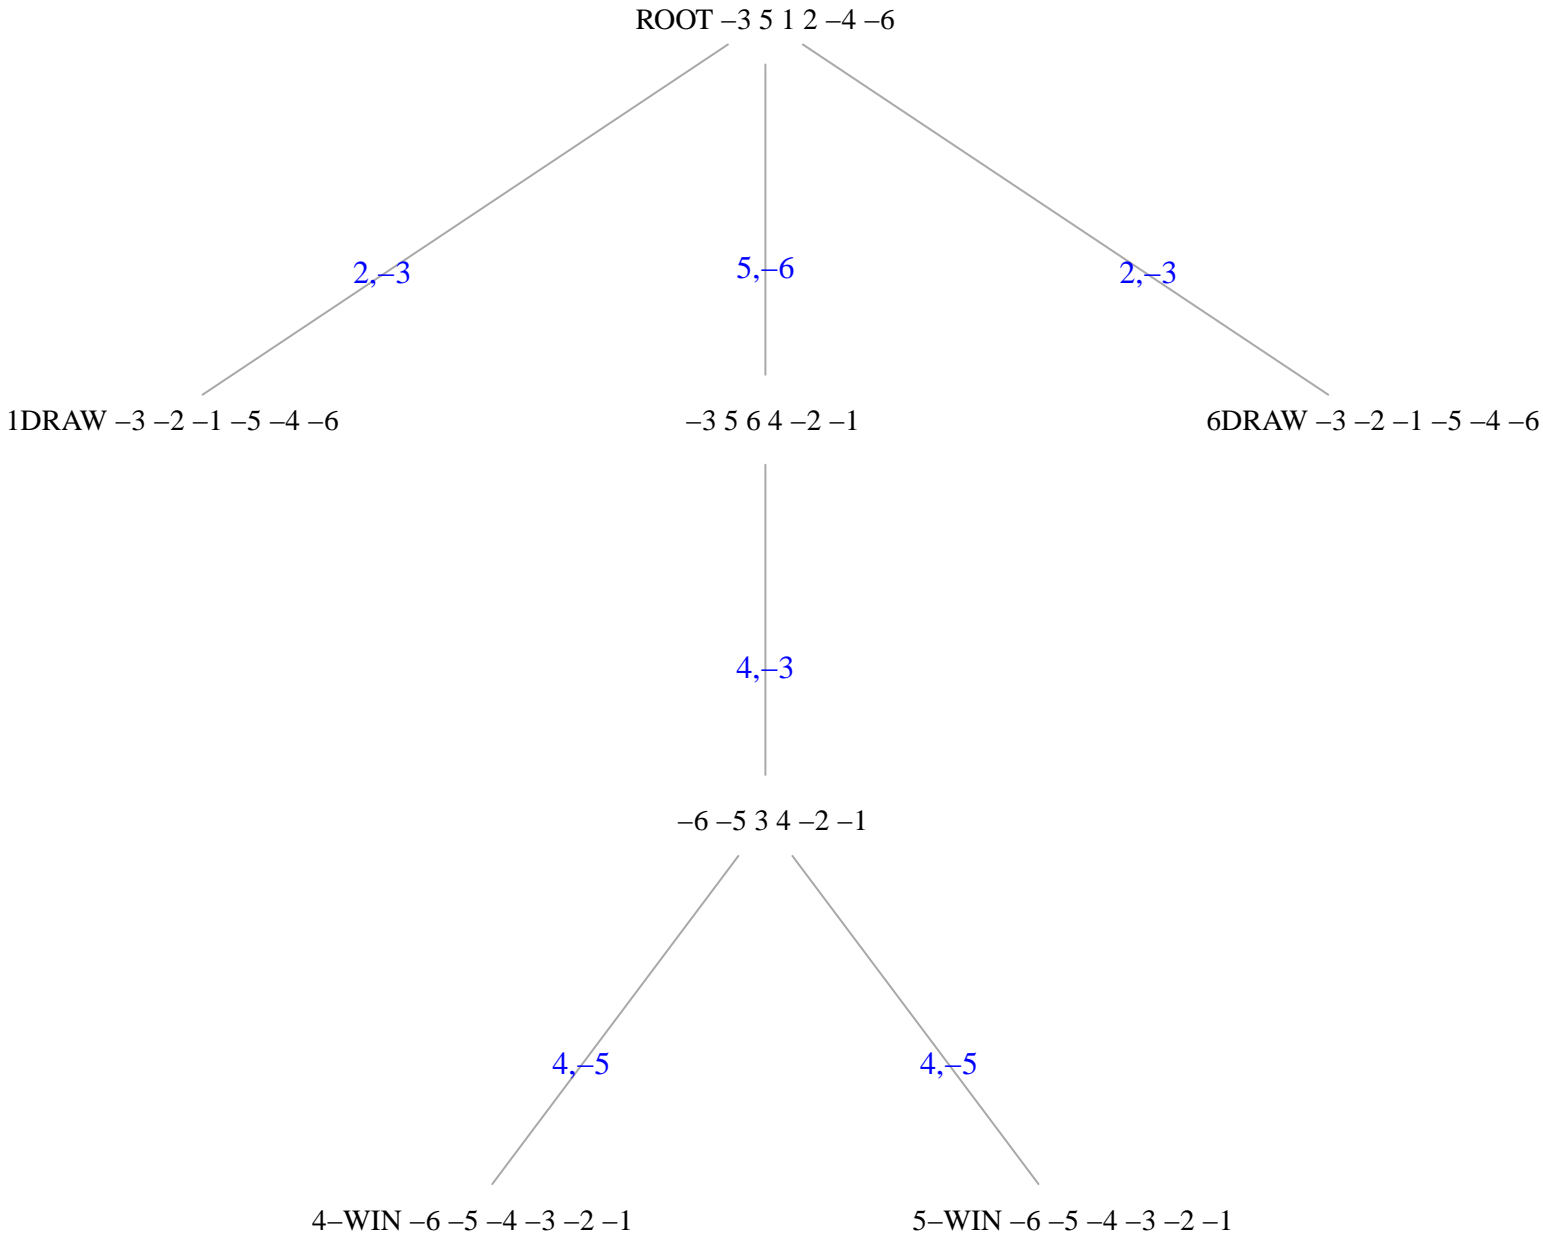 ROOT –3 5 1 2 –4 –6
2,–3
5,–6
2,–3
1DRAW –3 –2 –1 –5 –4 –6
–3 5 6 4 –2 –1
6DRAW –3 –2 –1 –5 –4 –6
4,–3
–6 –5 3 4 –2 –1
4,–5
4,–5
4–WIN –6 –5 –4 –3 –2 –1
5–WIN –6 –5 –4 –3 –2 –1